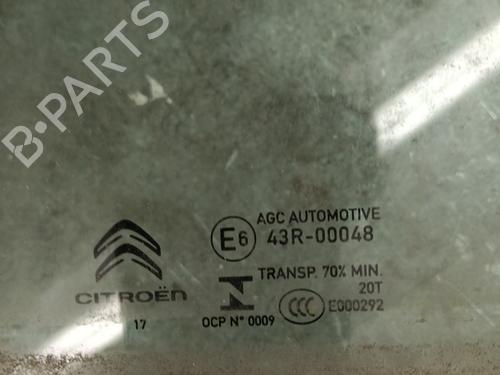 B-PARTS
AGC AUTOMOTIVE
E6 43R-00048
TRANSP. 70% MIN.
20T
CITROËN
CCC E000292
17 OCP N° 0009